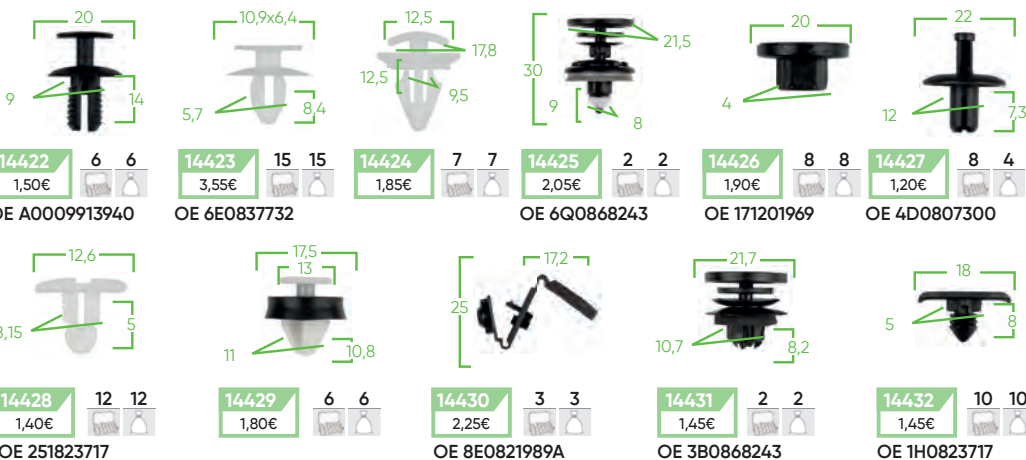 20
9
14
14422 6 6
1,50€
OE A0009913940
10,9x6,4
5,7
8,4
14423 15 15
3,55€
OE 6E0837732
12,5
17,8
12,5
9,5
14424 7 7
1,85€
21,5
30
9
8
14425 2 2
2,05€
OE 6Q0868243
20
4
14426 8 8
1,90€
OE 171201969
22
12
7,3
14427 8 4
1,20€
OE 4D0807300
12,6
8,15
5
14428 12 12
1,40€
OE 251823717
17,5
13
11
10,8
14429 6 6
1,80€
17,2
25
14430 3 3
2,25€
OE 8E0821989A
21,7
10,7
8,2
14431 2 2
1,45€
OE 3B0868243
18
5
8
14432 10 10
1,45€
OE 1H0823717